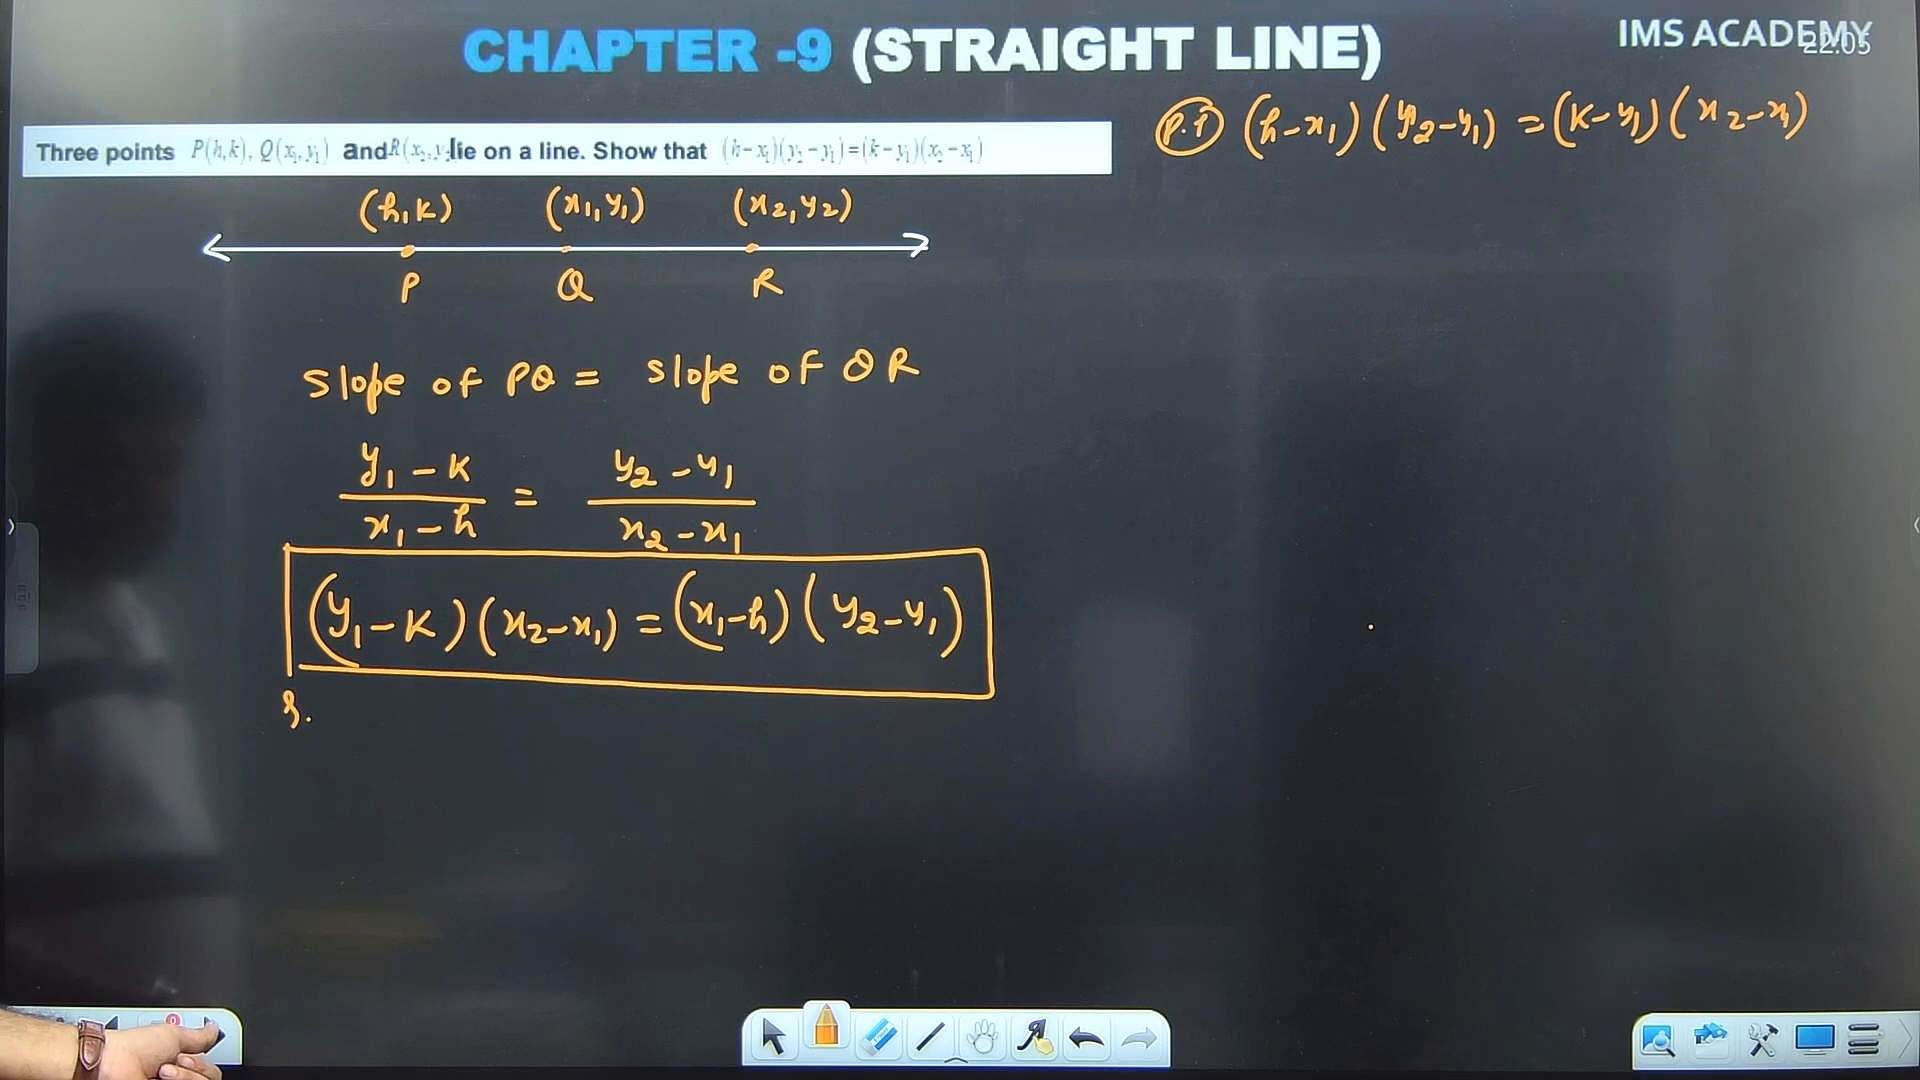 CHAPTER -9 (STRAIGHT LINE)
IMS ACADEMY
22:05
Three points P(h,k), Q(x₁,y₁) and R(x₂,y₂ lie on a line. Show that (h-x₁)(y₂-y₁)=(k-y₁)(x₂-x₁)
P.T (h-x₁)(y₂-y₁) = (K-y₁)(x₂-x₁)
(h,K) (x₁,y₁) (x₂,y₂)
P Q R
Slope of PQ = Slope of QR
y₁-K / x₁-h = y₂-y₁ / x₂-x₁
(y₁-K)(x₂-x₁) = (x₁-h)(y₂-y₁)